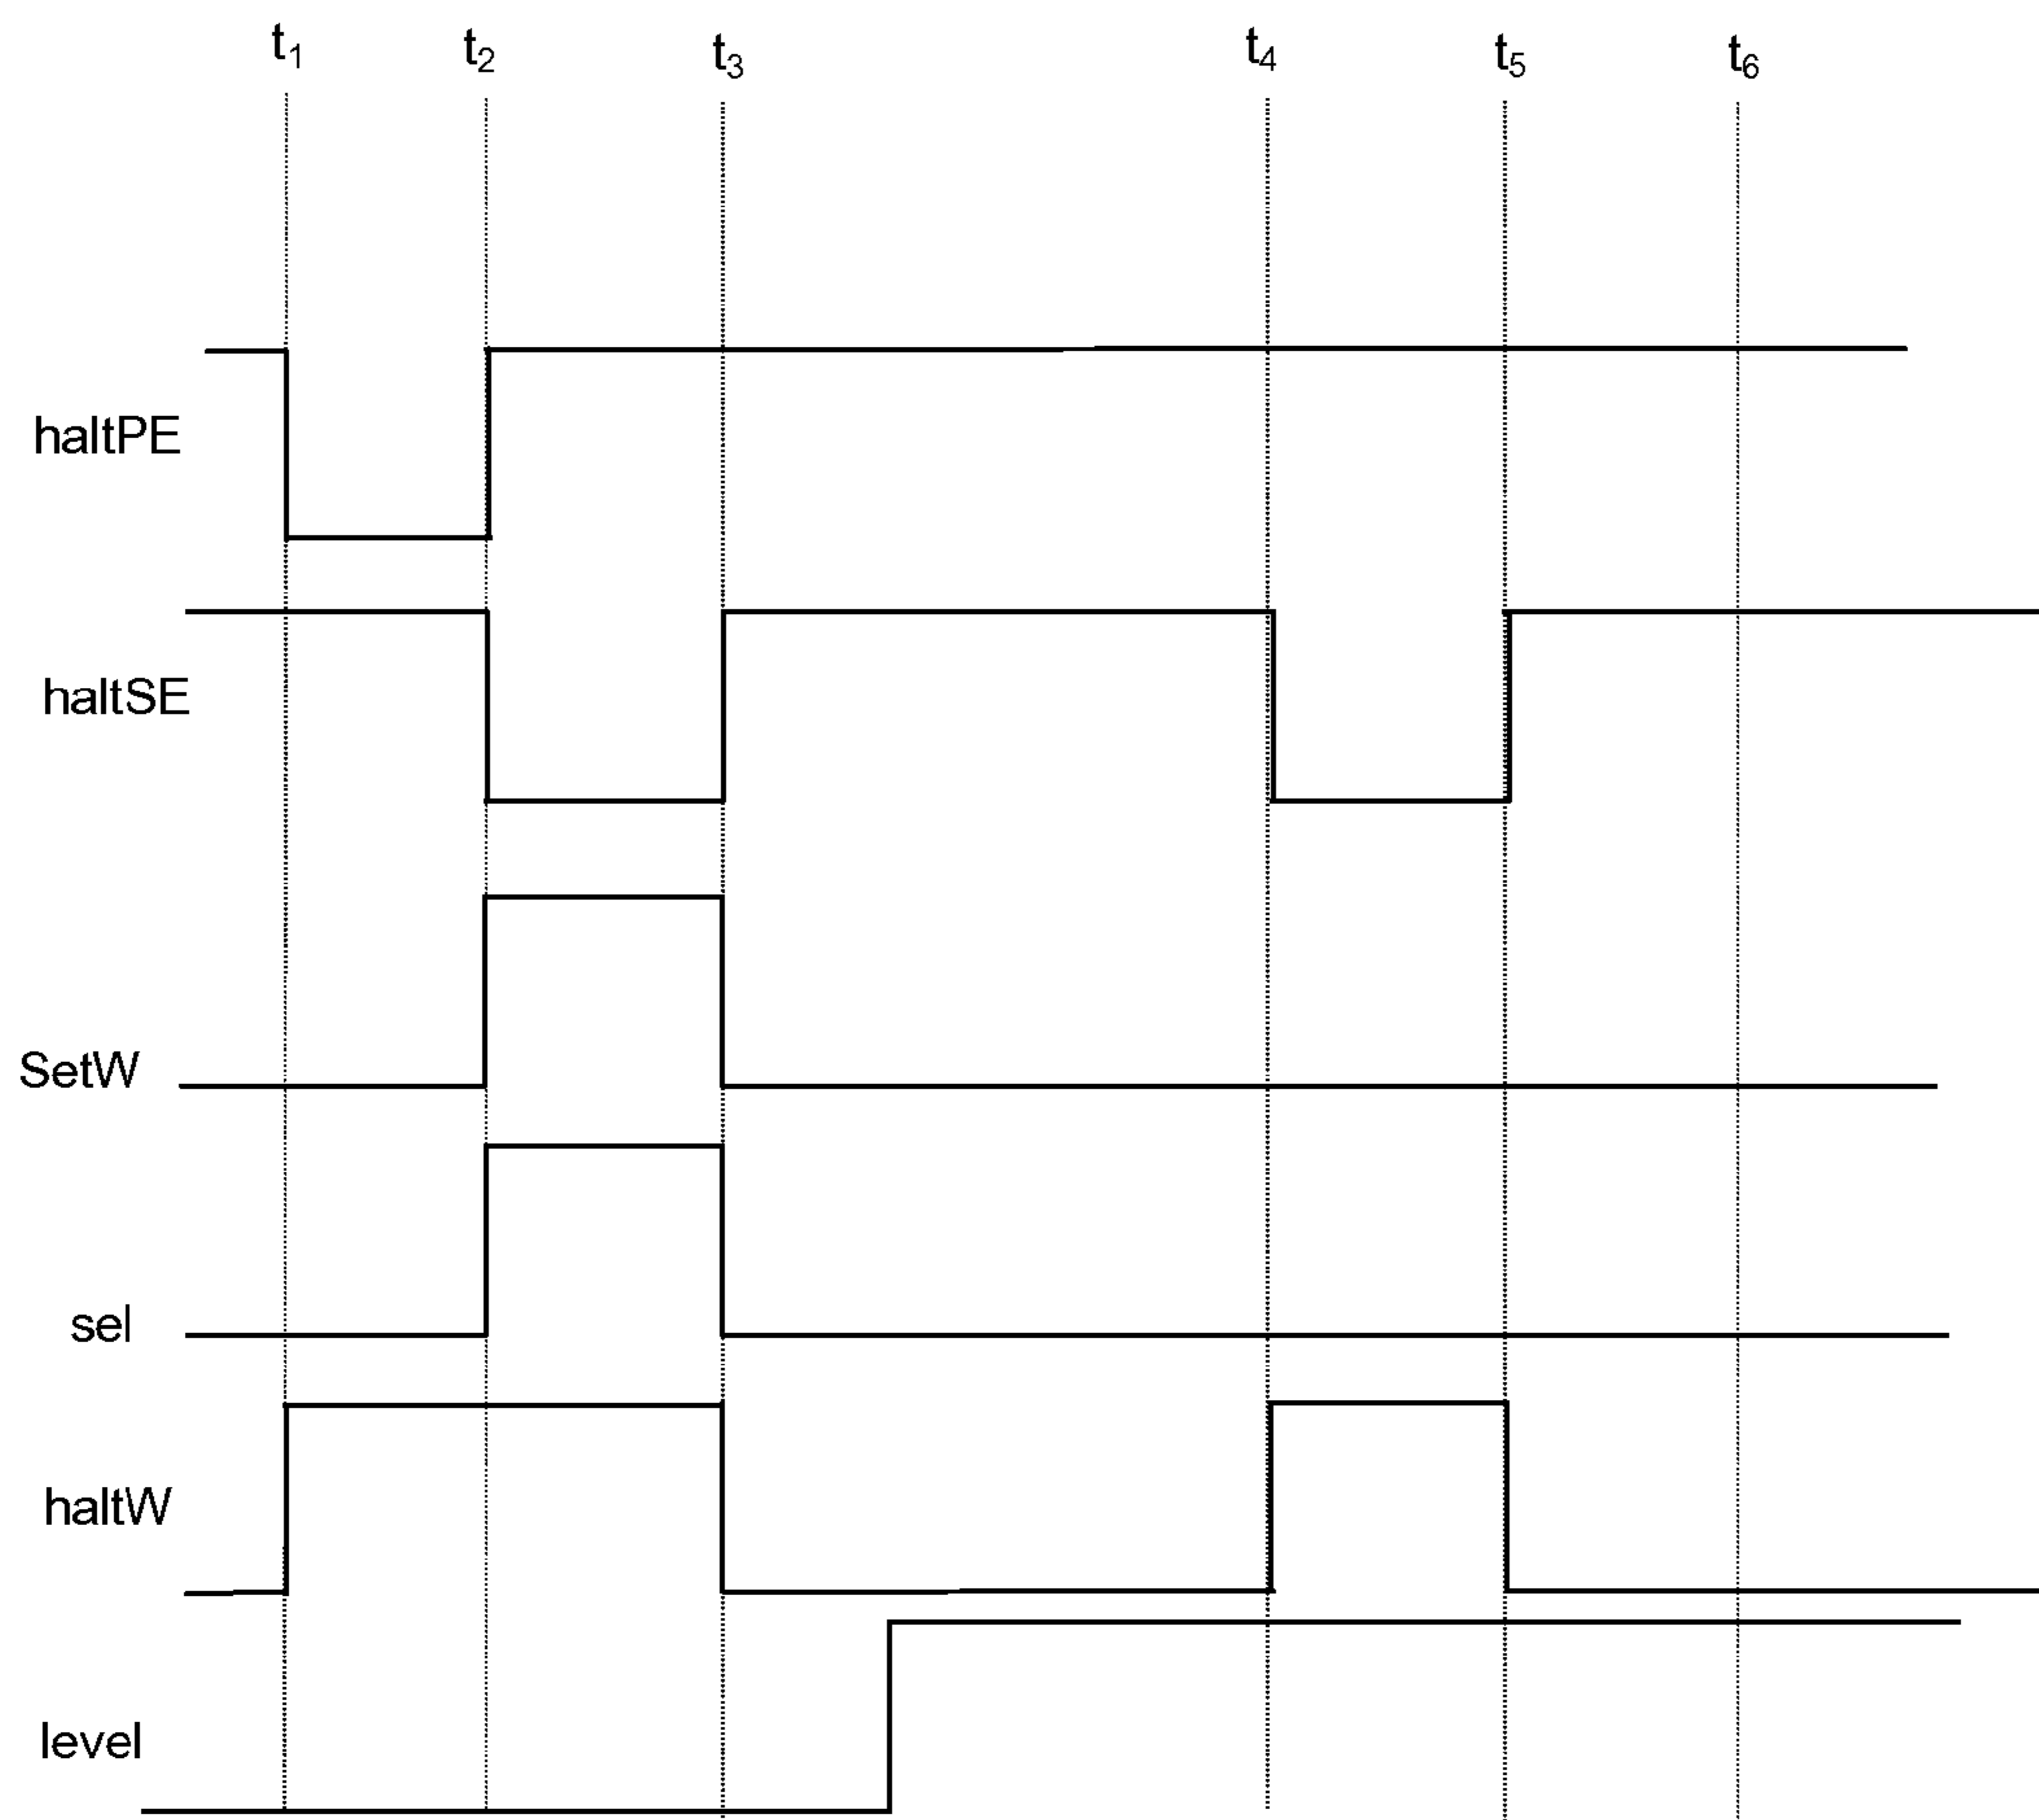 t1 t2 t3 t4 t5 t6
haltPE
haltSE
SetW
sel
haltW
level